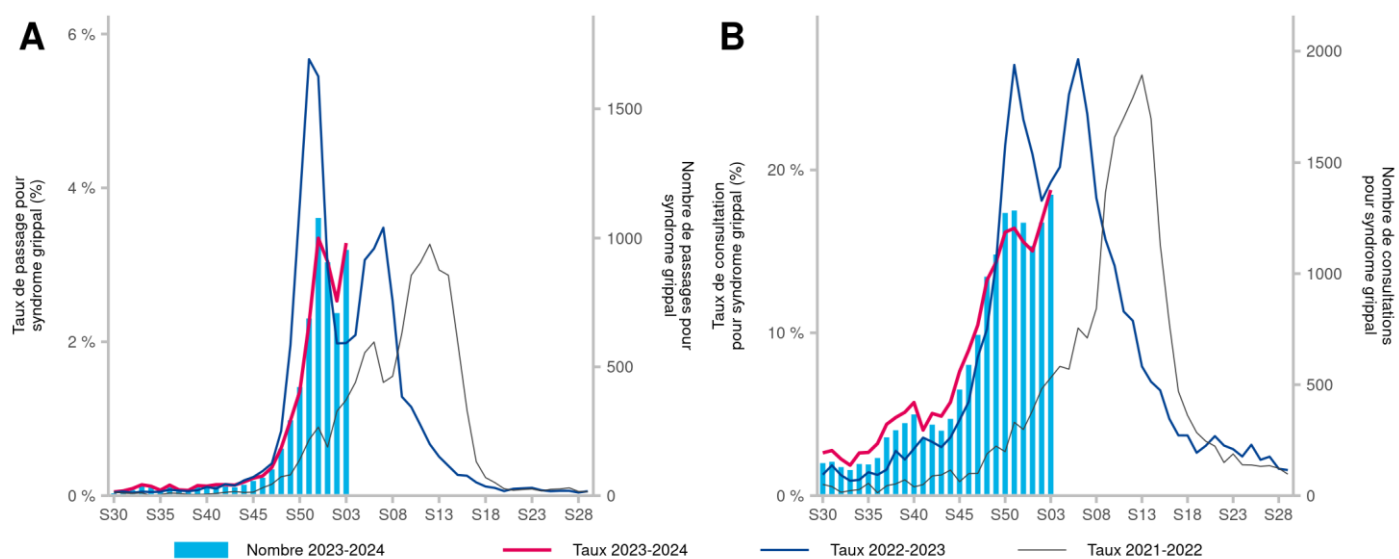 A
6 %
4 %
2 %
0 %
Taux de passage pour
syndrome grippal (%)
1500
1000
500
0
Nombre de passages pour
syndrome grippal
S30 S35 S40 S45 S50 S03 S08 S13 S18 S23 S28
B
20 %
10 %
0 %
Taux de consultation
pour syndrome grippal (%)
2000
1500
1000
500
0
Nombre de consultations
pour syndrome grippal
S30 S35 S40 S45 S50 S03 S08 S13 S18 S23 S28
Nombre 2023-2024 Taux 2023-2024 Taux 2022-2023 Taux 2021-2022